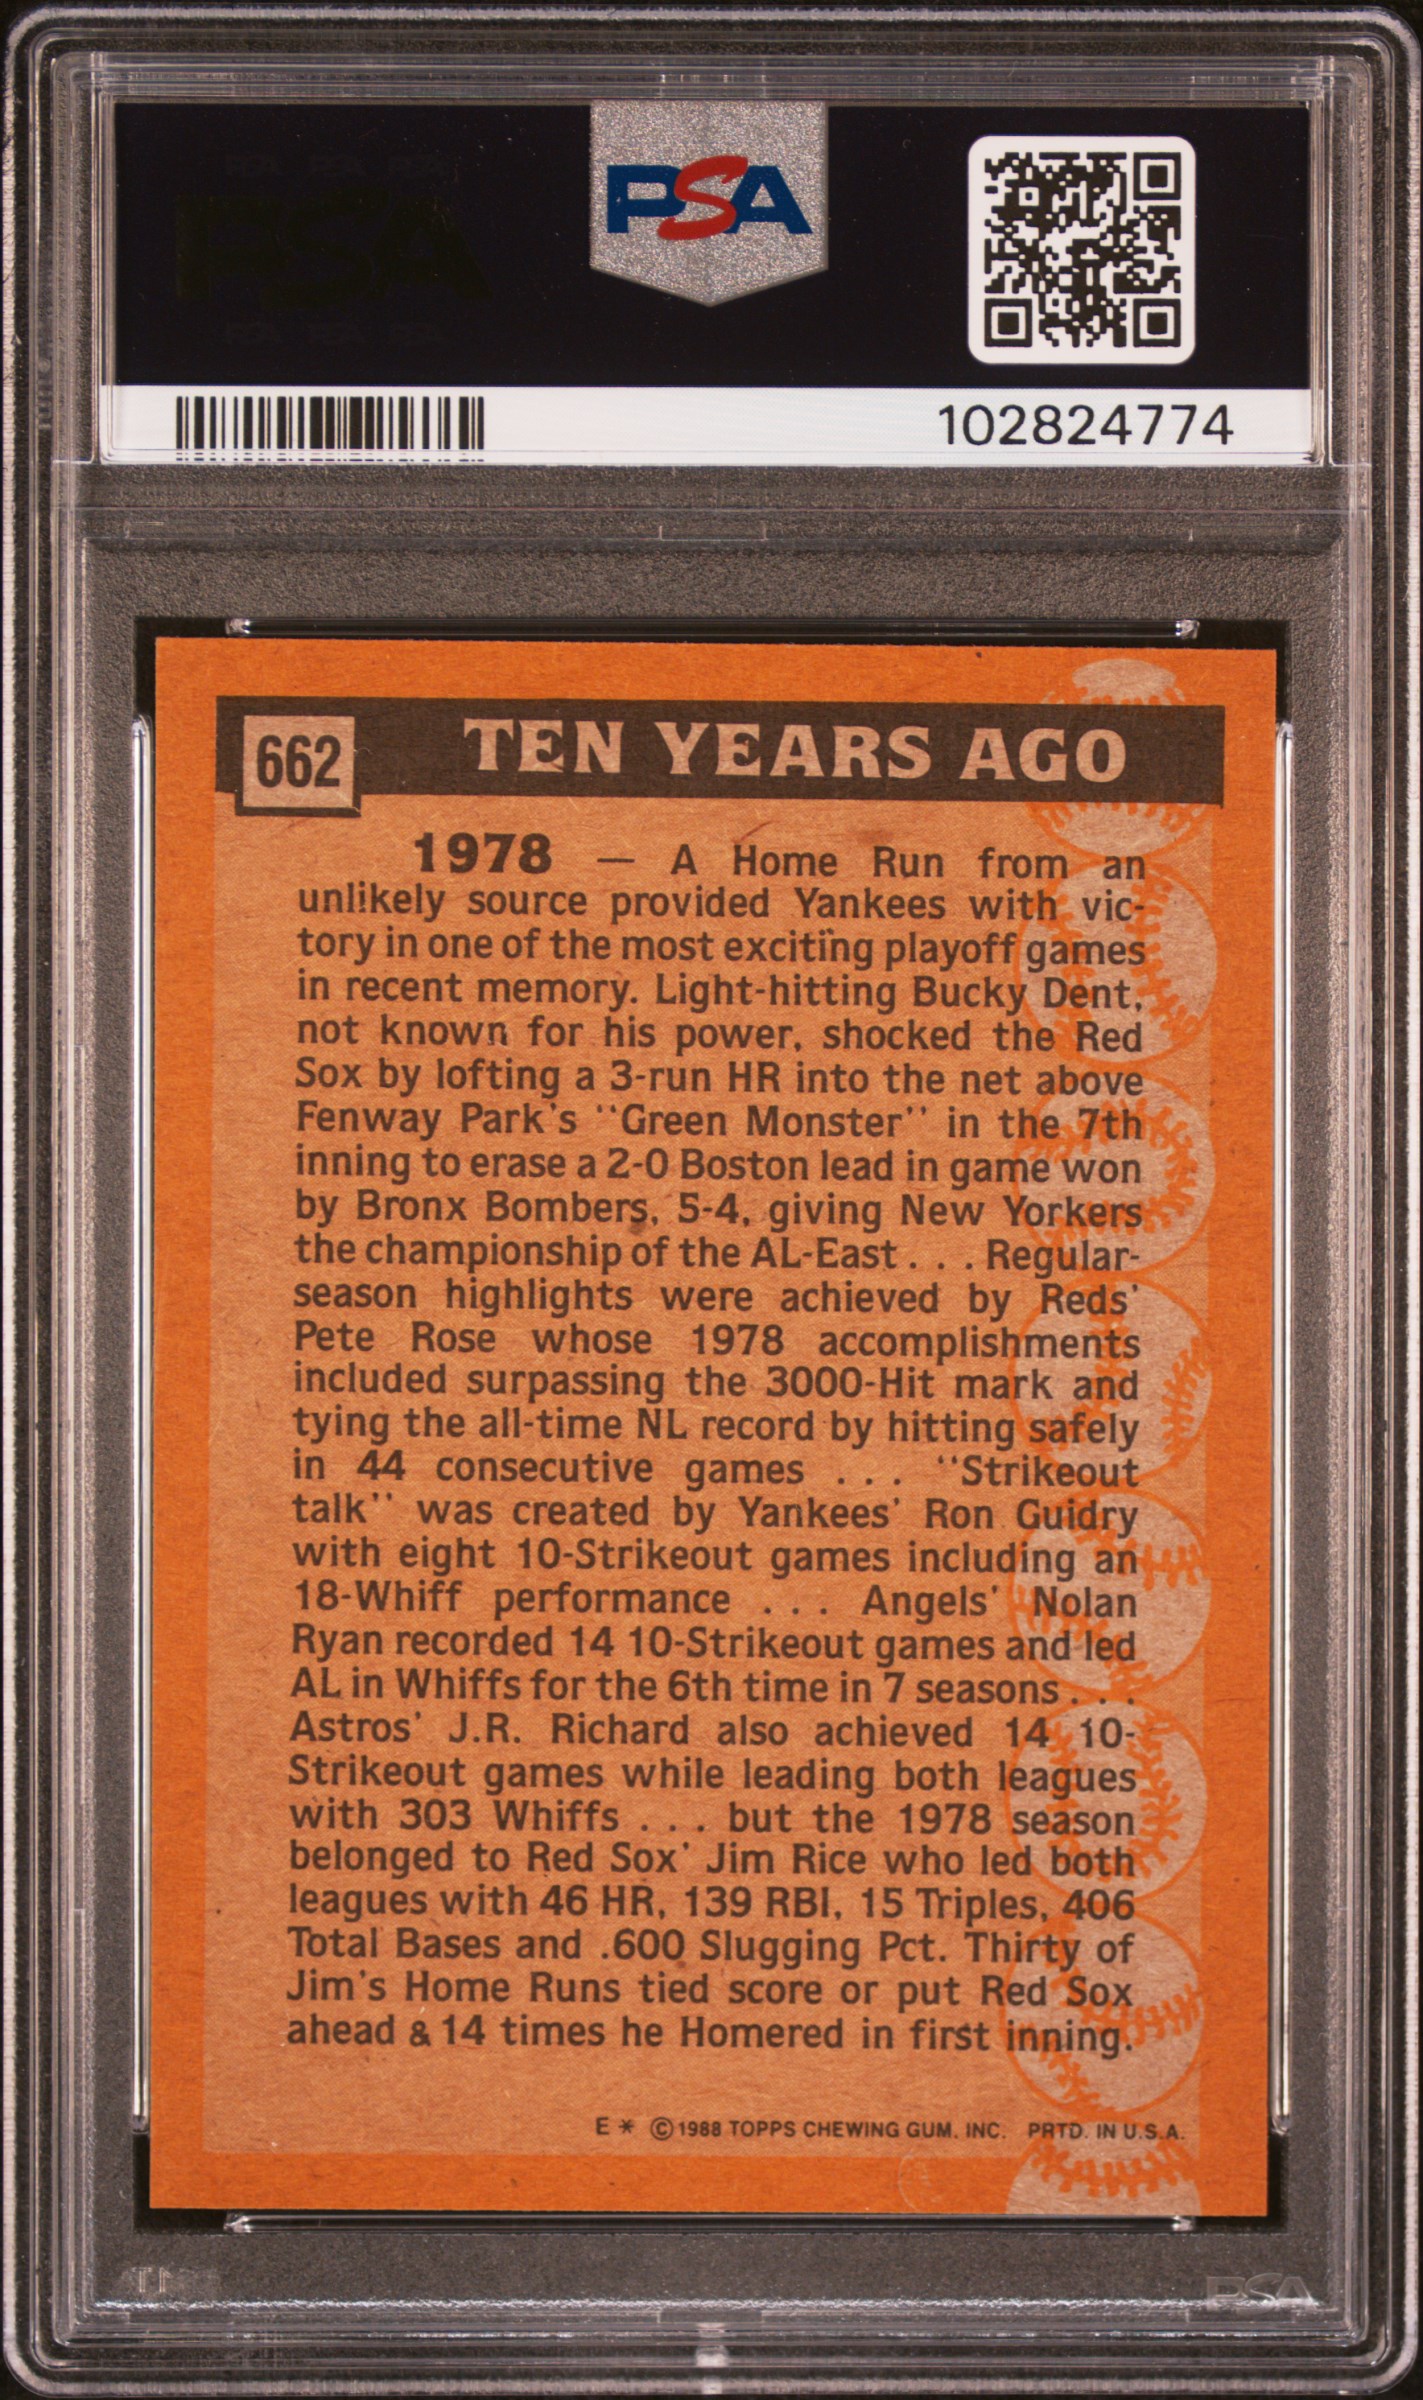 PSA
102824774
662
TEN YEARS AGO
1978 — A Home Run from an
unlikely source provided Yankees with vic-
tory in one of the most exciting playoff games
in recent memory. Light-hitting Bucky Dent,
not known for his power, shocked the Red
Sox by lofting a 3-run HR into the net above
Fenway Park's "Green Monster" in the 7th
inning to erase a 2-0 Boston lead in game won
by Bronx Bombers, 5-4, giving New Yorkers
the championship of the AL-East . . . Regular-
season highlights were achieved by Reds'
Pete Rose whose 1978 accomplishments
included surpassing the 3000-Hit mark and
tying the all-time NL record by hitting safely
in 44 consecutive games . . . "Strikeout
talk" was created by Yankees' Ron Guidry
with eight 10-Strikeout games including an
18-Whiff performance . . . Angels' Nolan
Ryan recorded 14 10-Strikeout games and led
AL in Whiffs for the 6th time in 7 seasons . . .
Astros' J.R. Richard also achieved 14 10-
Strikeout games while leading both leagues
with 303 Whiffs . . . but the 1978 season
belonged to Red Sox' Jim Rice who led both
leagues with 46 HR, 139 RBI, 15 Triples, 406
Total Bases and .600 Slugging Pct. Thirty of
Jim's Home Runs tied score or put Red Sox
ahead & 14 times he Homered in first inning.
E * © 1988 TOPPS CHEWING GUM, INC. PRTD. IN U.S.A.
PSA